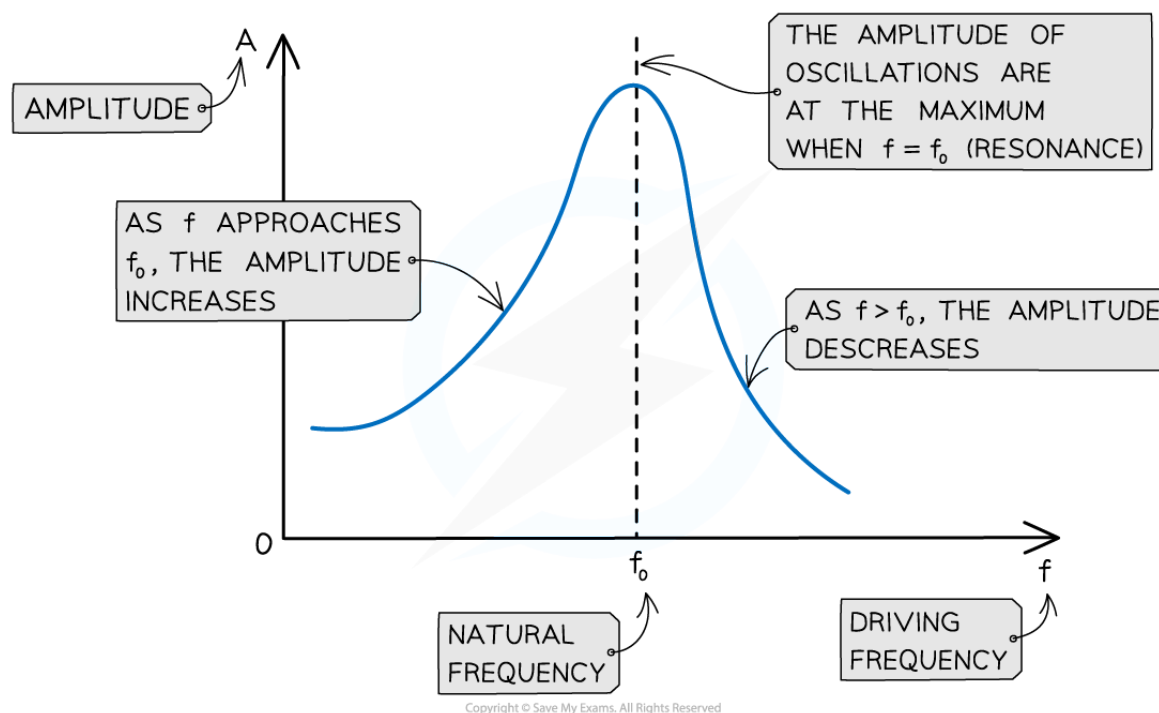 A
AMPLITUDE
THE AMPLITUDE OF
OSCILLATIONS ARE
AT THE MAXIMUM
WHEN f = f₀ (RESONANCE)
AS f APPROACHES
f₀, THE AMPLITUDE
INCREASES
AS f > f₀, THE AMPLITUDE
DESCREASES
0
f₀
f
NATURAL
FREQUENCY
DRIVING
FREQUENCY
Copyright © Save My Exams. All Rights Reserved